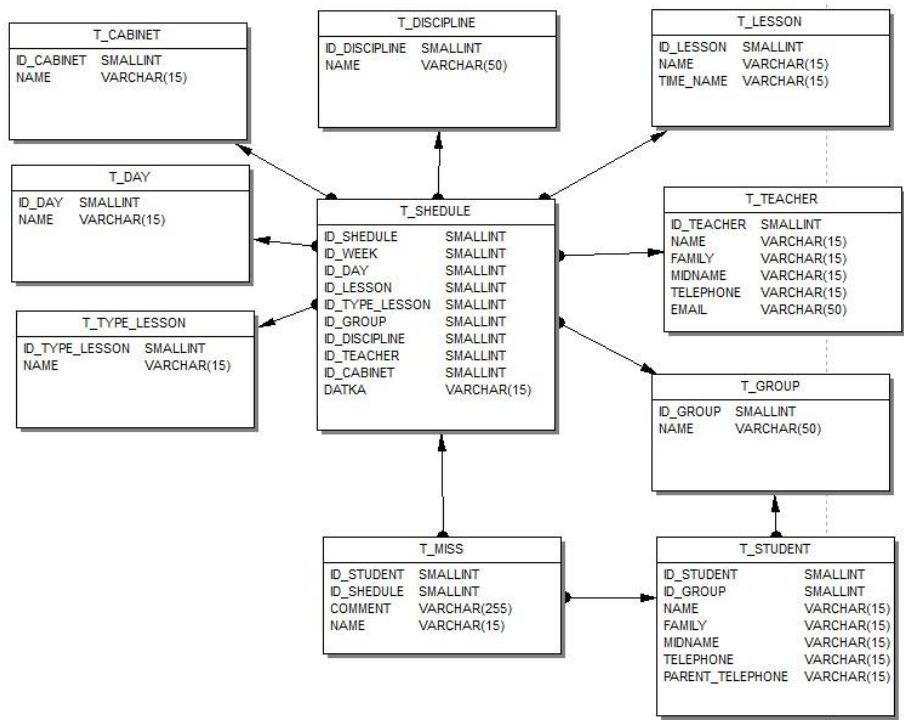 T_CABINET
ID_CABINET SMALLINT
NAME VARCHAR(15)
T_DISCIPLINE
ID_DISCIPLINE SMALLINT
NAME VARCHAR(50)
T_LESSON
ID_LESSON SMALLINT
NAME VARCHAR(15)
TIME_NAME VARCHAR(15)
T_DAY
ID_DAY SMALLINT
NAME VARCHAR(15)
T_SHEDULE
ID_SHEDULE SMALLINT
ID_WEEK SMALLINT
ID_DAY SMALLINT
ID_LESSON SMALLINT
ID_TYPE_LESSON SMALLINT
ID_GROUP SMALLINT
ID_DISCIPLINE SMALLINT
ID_TEACHER SMALLINT
ID_CABINET SMALLINT
DATKA VARCHAR(15)
T_TEACHER
ID_TEACHER SMALLINT
NAME VARCHAR(15)
FAMILY VARCHAR(15)
MIDNAME VARCHAR(15)
TELEPHONE VARCHAR(15)
EMAIL VARCHAR(50)
T_TYPE_LESSON
ID_TYPE_LESSON SMALLINT
NAME VARCHAR(15)
T_GROUP
ID_GROUP SMALLINT
NAME VARCHAR(50)
T_MISS
ID_STUDENT SMALLINT
ID_SHEDULE SMALLINT
COMMENT VARCHAR(255)
NAME VARCHAR(15)
T_STUDENT
ID_STUDENT SMALLINT
ID_GROUP SMALLINT
NAME VARCHAR(15)
FAMILY VARCHAR(15)
MIDNAME VARCHAR(15)
TELEPHONE VARCHAR(15)
PARENT_TELEPHONE VARCHAR(15)